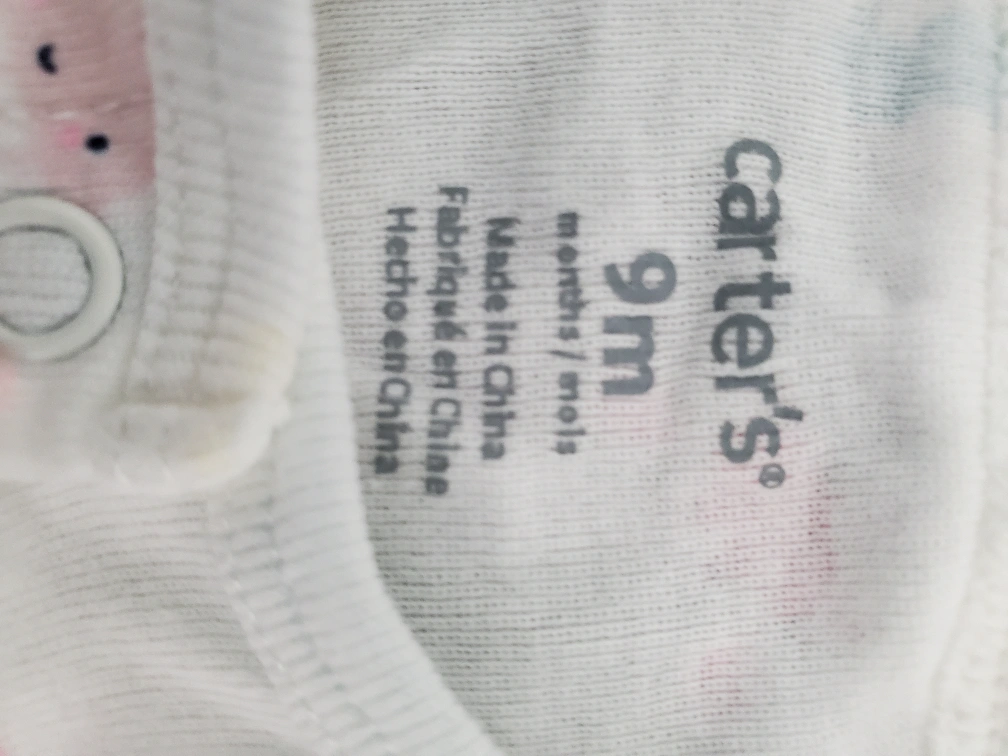 carter's®
9m
months / mois
Made in China
Fabriqué en Chine
Hecho en China